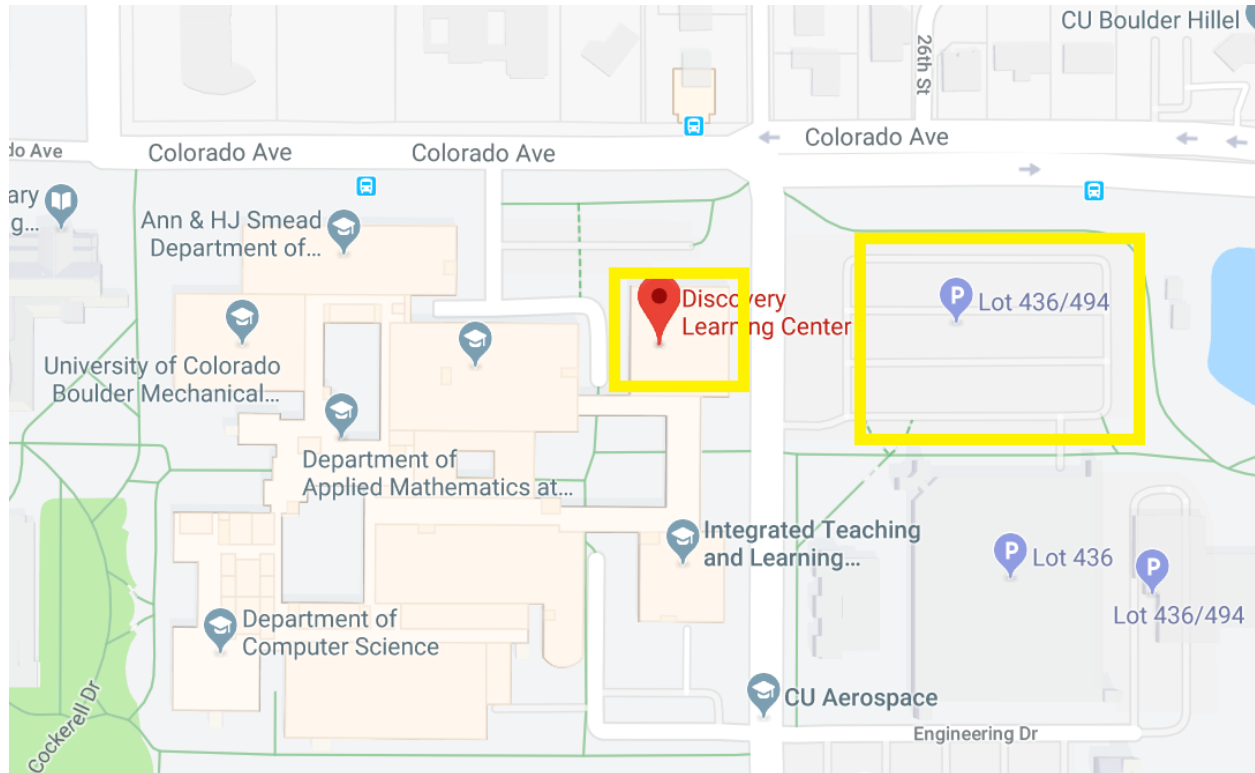 CU Boulder Hillel
26th St
do Ave
Colorado Ave
Colorado Ave
Colorado Ave
ary
g...
Ann & HJ Smead
Department of...
Discovery
Learning Center
P
Lot 436/494
University of Colorado
Boulder Mechanical...
Department of
Applied Mathematics at...
Integrated Teaching
and Learning...
P
Lot 436
P
Lot 436/494
Department of
Computer Science
CU Aerospace
Engineering Dr
Cockerell Dr